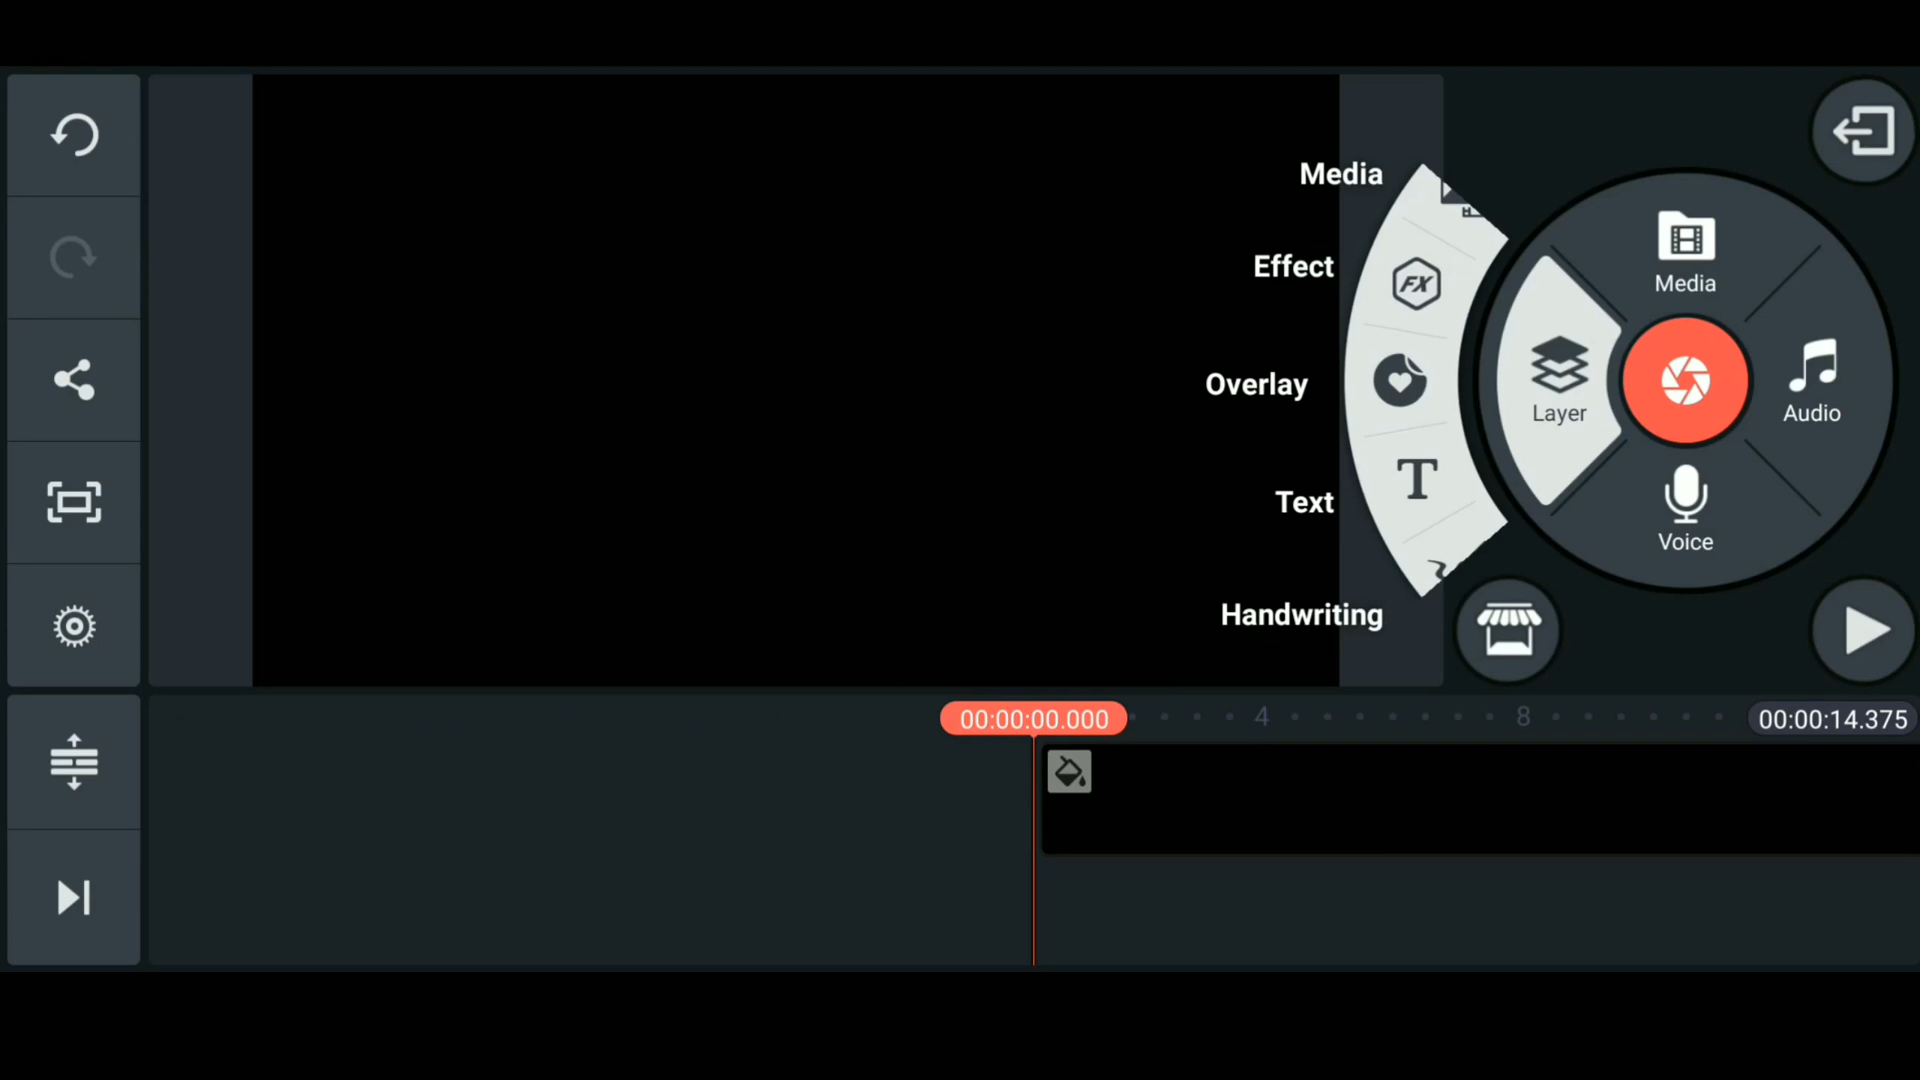 Media
Effect
Overlay
Text
Handwriting
Media
Layer
Audio
Voice
FX
T
00:00:00.000
4
8
00:00:14.375